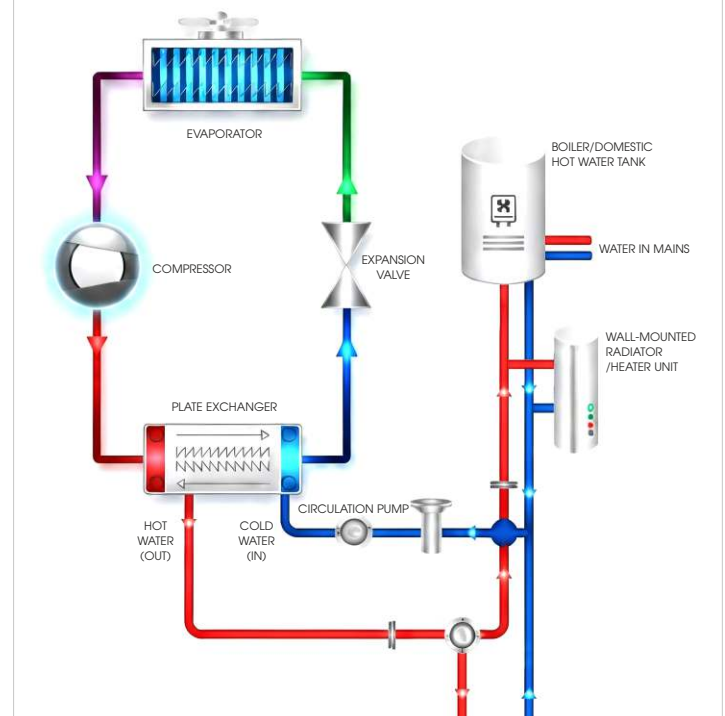 EVAPORATOR
BOILER/DOMESTIC
HOT WATER TANK
COMPRESSOR
EXPANSION
VALVE
WATER IN MAINS
WALL-MOUNTED
RADIATOR
/HEATER UNIT
PLATE EXCHANGER
CIRCULATION PUMP
HOT
WATER
(OUT)
COLD
WATER
(IN)